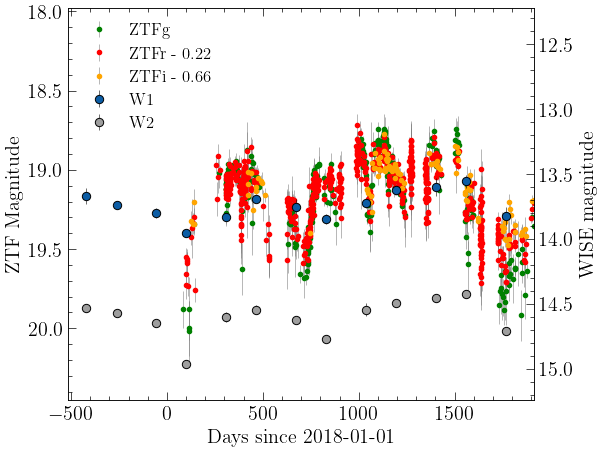 ZTFg
ZTFr - 0.22
ZTFi - 0.66
W1
W2
18.0
18.5
19.0
19.5
20.0
ZTF Magnitude
12.5
13.0
13.5
14.0
14.5
15.0
WISE magnitude
−500
0
500
1000
1500
Days since 2018-01-01